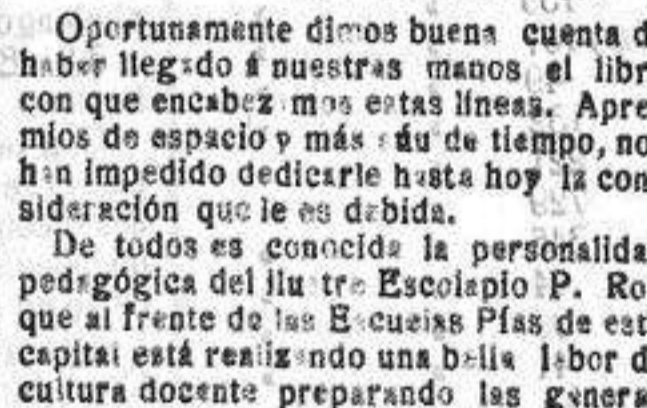 Oportunamente dimos buena cuenta d
haber llegado á nuestras manos el libr
con que encabezamos estas líneas. Apre
mios de espacio y más aún de tiempo, no
han impedido dedicarle hasta hoy la con
sideración que le es debida.
De todos es conocida la personalida
pedagógica del ilustre Escolapio P. Ro
que al frente de las Escuelas Pías de est
capital está realizando una bella labor d
cultura docente preparando las genera